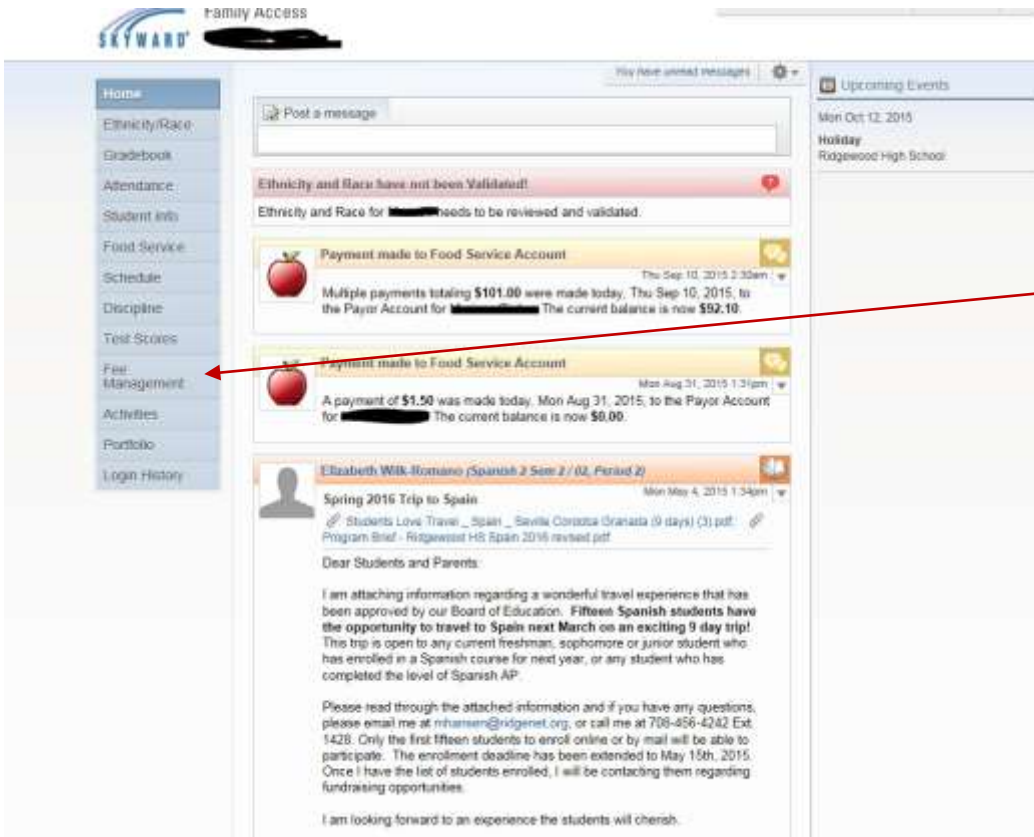 Family Access
SKYWARD
You have unread messages
Home
Ethnicity/Race
Gradebook
Attendance
Student Info
Food Service
Schedule
Discipline
Test Scores
Fee
Management
Activities
Portfolio
Login History
Post a message
Ethnicity and Race have not been Validated!
Ethnicity and Race for needs to be reviewed and validated.
Payment made to Food Service Account
Thu Sep 10, 2015 2:30am
Multiple payments totaling $101.00 were made today, Thu Sep 10, 2015, to
the Payor Account for The current balance is now $92.10.
Payment made to Food Service Account
Mon Aug 31, 2015 1:31pm
A payment of $1.50 was made today, Mon Aug 31, 2015, to the Payor Account
for The current balance is now $0.00.
Elizabeth Wilk-Romano (Spanish 2 Sem 2 / 02, Period 2)
Mon May 4, 2015 1:34pm
Spring 2016 Trip to Spain
Students Love Travel _ Spain _ Seville Cordoba Granada (9 days) (3).pdf
Program Brief - Ridgewood HS Spain 2016 revised.pdf
Dear Students and Parents:
I am attaching information regarding a wonderful travel experience that has
been approved by our Board of Education. Fifteen Spanish students have
the opportunity to travel to Spain next March on an exciting 9 day trip!
This trip is open to any current freshman, sophomore or junior student who
has enrolled in a Spanish course for next year, or any student who has
completed the level of Spanish AP.
Please read through the attached information and if you have any questions,
please email me at mhansen@ridgenet.org, or call me at 708-456-4242 Ext.
1428. Only the first fifteen students to enroll online or by mail will be able to
participate. The enrollment deadline has been extended to May 15th, 2015.
Once I have the list of students enrolled, I will be contacting them regarding
fundraising opportunities.
I am looking forward to an experience the students will cherish.
Upcoming Events
Mon Oct 12, 2015
Holiday
Ridgewood High School